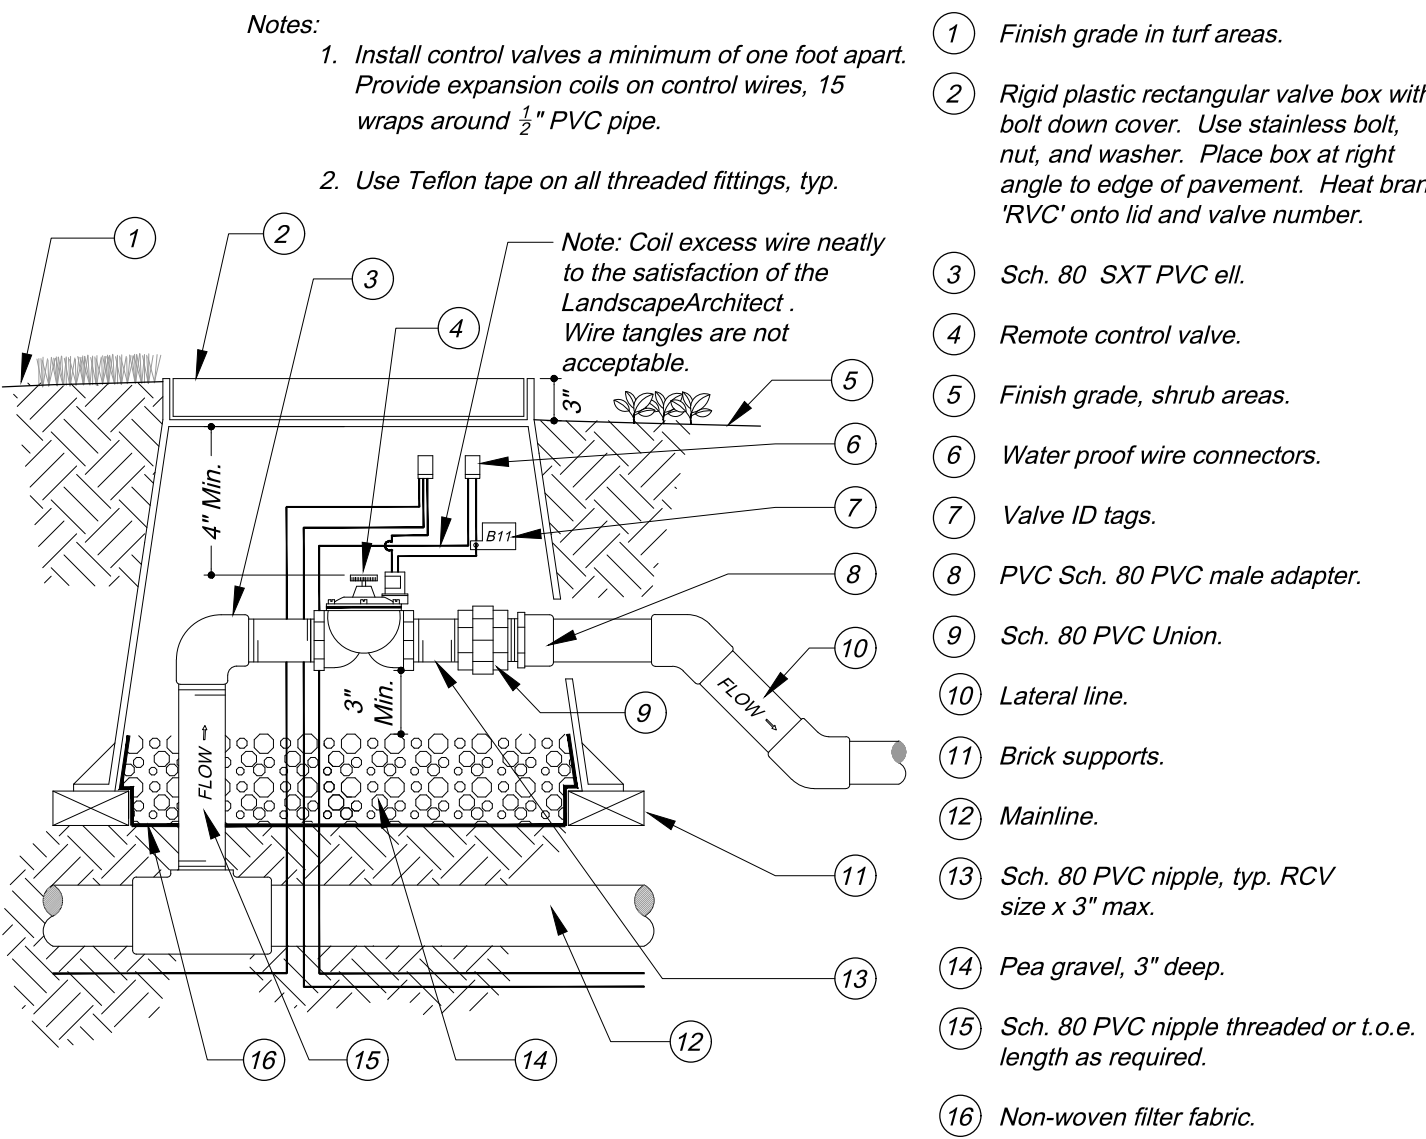 Notes:
1. Install control valves a minimum of one foot apart.
Provide expansion coils on control wires, 15
wraps around 1/2" PVC pipe.
2. Use Teflon tape on all threaded fittings, typ.
Note: Coil excess wire neatly
to the satisfaction of the
LandscapeArchitect .
Wire tangles are not
acceptable.
1
2
3
4
5
6
7
8
9
10
11
12
13
14
15
16
3"
4" Min.
B11
3"
Min.
FLOW
FLOW
1 Finish grade in turf areas.
2 Rigid plastic rectangular valve box with
bolt down cover. Use stainless bolt,
nut, and washer. Place box at right
angle to edge of pavement. Heat bran
'RVC' onto lid and valve number.
3 Sch. 80 SXT PVC ell.
4 Remote control valve.
5 Finish grade, shrub areas.
6 Water proof wire connectors.
7 Valve ID tags.
8 PVC Sch. 80 PVC male adapter.
9 Sch. 80 PVC Union.
10 Lateral line.
11 Brick supports.
12 Mainline.
13 Sch. 80 PVC nipple, typ. RCV
size x 3" max.
14 Pea gravel, 3" deep.
15 Sch. 80 PVC nipple threaded or t.o.e.
length as required.
16 Non-woven filter fabric.